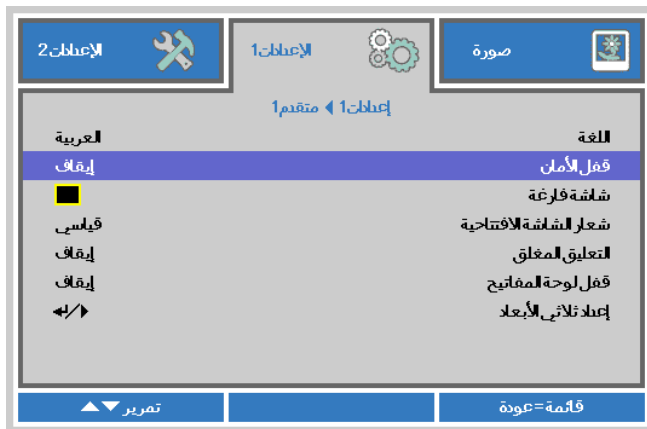 صورة
الإعدادات1
الإعدادات2
إعدادات1 ‏◀ متقدم1
اللغة العربية
قفل الأمان إيقاف
شاشة فارغة
شعار الشاشة الافتتاحية قياسي
التعليق المغلق إيقاف
قفل لوحة المفاتيح إيقاف
إعداد ثلاثي الأبعاد
قائمة=عودة
تمرير ▼▲